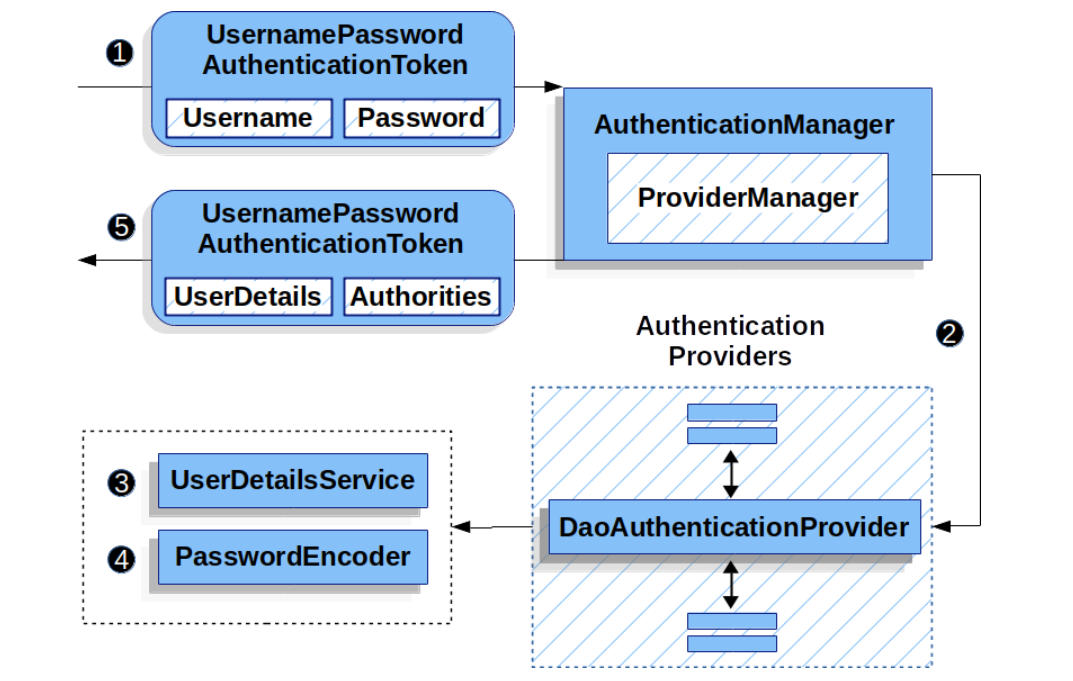 1
UsernamePassword
AuthenticationToken
Username
Password
AuthenticationManager
ProviderManager
5
UsernamePassword
AuthenticationToken
UserDetails
Authorities
2
Authentication
Providers
3
UserDetailsService
DaoAuthenticationProvider
4
PasswordEncoder